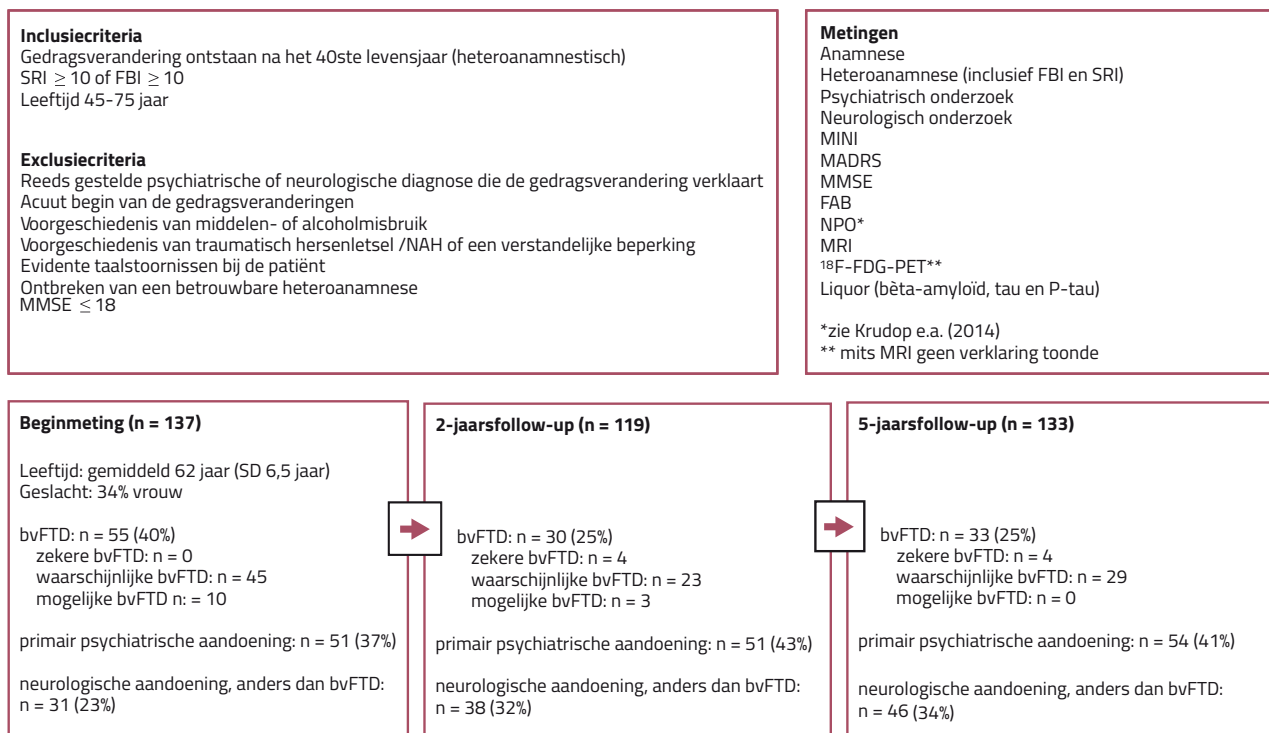 Inclusiecriteria
Gedragsverandering ontstaan na het 40ste levensjaar (heteroanamnestisch)
SRI ≥ 10 of FBI ≥ 10
Leeftijd 45-75 jaar
Exclusiecriteria
Reeds gestelde psychiatrische of neurologische diagnose die de gedragsverandering verklaart
Acuut begin van de gedragsveranderingen
Voorgeschiedenis van middelen- of alcoholmisbruik
Voorgeschiedenis van traumatisch hersenletsel /NAH of een verstandelijke beperking
Evidente taalstoornissen bij de patiënt
Ontbreken van een betrouwbare heteroanamnese
MMSE ≤ 18
Metingen
Anamnese
Heteroanamnese (inclusief FBI en SRI)
Psychiatrisch onderzoek
Neurologisch onderzoek
MINI
MADRS
MMSE
FAB
NPO*
MRI
¹⁸F-FDG-PET**
Liquor (bèta-amyloïd, tau en P-tau)
*zie Krudop e.a. (2014)
** mits MRI geen verklaring toonde
Beginmeting (n = 137)
Leeftijd: gemiddeld 62 jaar (SD 6,5 jaar)
Geslacht: 34% vrouw
bvFTD: n = 55 (40%)
zekere bvFTD: n = 0
waarschijnlijke bvFTD: n = 45
mogelijke bvFTD n: = 10
primair psychiatrische aandoening: n = 51 (37%)
neurologische aandoening, anders dan bvFTD:
n = 31 (23%)
2-jaarsfollow-up (n = 119)
bvFTD: n = 30 (25%)
zekere bvFTD: n = 4
waarschijnlijke bvFTD: n = 23
mogelijke bvFTD: n = 3
primair psychiatrische aandoening: n = 51 (43%)
neurologische aandoening, anders dan bvFTD:
n = 38 (32%)
5-jaarsfollow-up (n = 133)
bvFTD: n = 33 (25%)
zekere bvFTD: n = 4
waarschijnlijke bvFTD: n = 29
mogelijke bvFTD: n = 0
primair psychiatrische aandoening: n = 54 (41%)
neurologische aandoening, anders dan bvFTD:
n = 46 (34%)